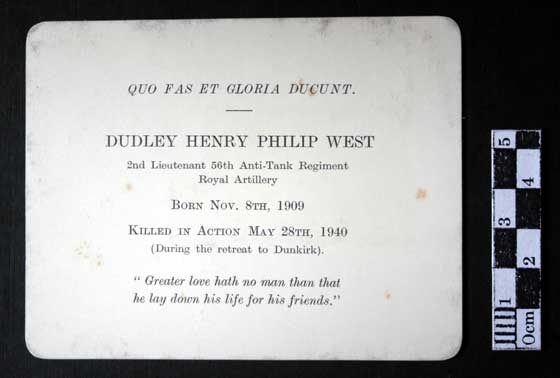 QUO FAS ET GLORIA DUCUNT.
DUDLEY HENRY PHILIP WEST
2nd Lieutenant 56th Anti-Tank Regiment
Royal Artillery
BORN NOV. 8TH, 1909
KILLED IN ACTION MAY 28TH, 1940
(During the retreat to Dunkirk).
" Greater love hath no man than that
he lay down his life for his friends."
5
4
3
2
1
0cm